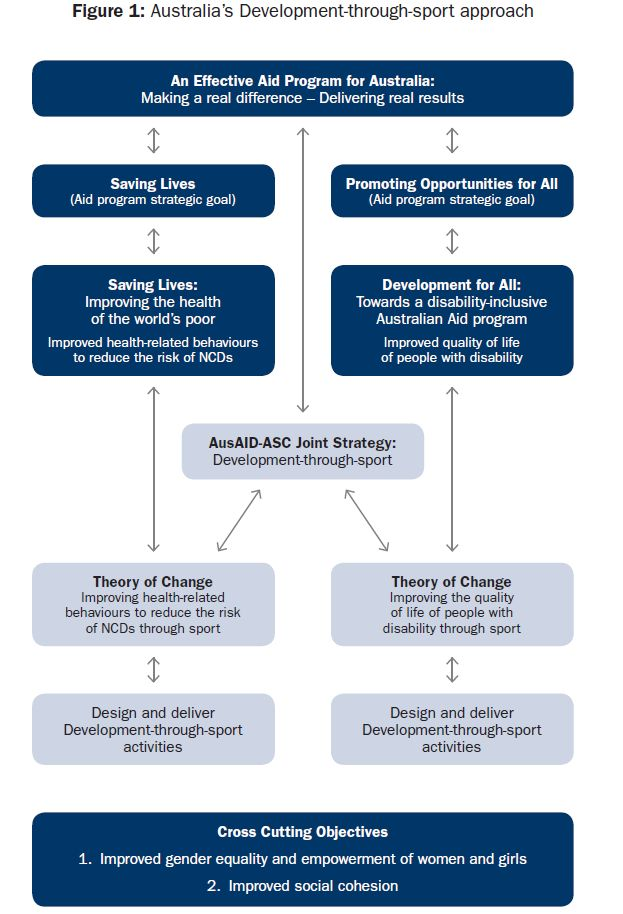 Figure 1: Australia's Development-through-sport approach
An Effective Aid Program for Australia:
Making a real difference – Delivering real results
Saving Lives
(Aid program strategic goal)
Promoting Opportunities for All
(Aid program strategic goal)
Saving Lives:
Improving the health
of the world's poor
Improved health-related behaviours
to reduce the risk of NCDs
Development for All:
Towards a disability-inclusive
Australian Aid program
Improved quality of life
of people with disability
AusAID-ASC Joint Strategy:
Development-through-sport
Theory of Change
Improving health-related
behaviours to reduce the risk
of NCDs through sport
Theory of Change
Improving the quality
of life of people with
disability through sport
Design and deliver
Development-through-sport
activities
Design and deliver
Development-through-sport
activities
Cross Cutting Objectives
1. Improved gender equality and empowerment of women and girls
2. Improved social cohesion